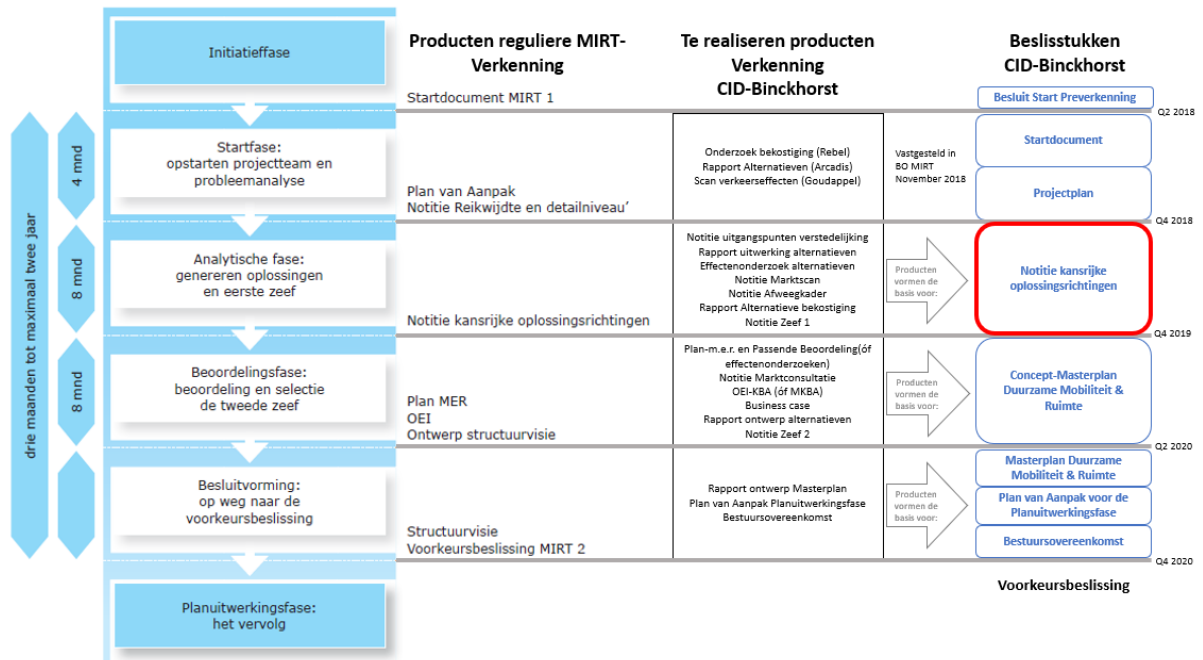 Initiatieffase
Producten reguliere MIRT-
Verkenning
Te realiseren producten
Verkenning
CID-Binckhorst
Beslisstukken
CID-Binckhorst
Startdocument MIRT 1
Besluit Start Preverkenning
Q2 2018
drie maanden tot maximaal twee jaar
4 mnd
Startfase:
opstarten projectteam en
probleemanalyse
Plan van Aanpak
Notitie Reikwijdte en detailniveau’
Onderzoek bekostiging (Rebel)
Rapport Alternatieven (Arcadis)
Scan verkeerseffecten (Goudappel)
Vastgesteld in
BO MIRT
November 2018
Startdocument
Projectplan
Q4 2018
8 mnd
Analytische fase:
genereren oplossingen
en eerste zeef
Notitie kansrijke oplossingsrichtingen
Notitie uitgangspunten verstedelijking
Rapport uitwerking alternatieven
Effectenonderzoek alternatieven
Notitie Marktscan
Notitie Afweegkader
Rapport Alternatieve bekostiging
Notitie Zeef 1
Producten
vormen de
basis voor:
Notitie kansrijke
oplossingsrichtingen
Q4 2019
8 mnd
Beoordelingsfase:
beoordeling en selectie
de tweede zeef
Plan MER
OEI
Ontwerp structuurvisie
Plan-m.e.r. en Passende Beoordeling(óf
effectenonderzoeken)
Notitie Marktconsultatie
OEI-KBA (óf MKBA)
Business case
Rapport ontwerp alternatieven
Notitie Zeef 2
Producten
vormen de
basis voor:
Concept-Masterplan
Duurzame Mobiliteit &
Ruimte
Q2 2020
Besluitvorming:
op weg naar de
voorkeursbeslissing
Structuurvisie
Voorkeursbeslissing MIRT 2
Rapport ontwerp Masterplan
Plan van Aanpak Planuitwerkingsfase
Bestuursovereenkomst
Producten
vormen de
basis voor:
Masterplan Duurzame
Mobiliteit & Ruimte
Plan van Aanpak voor de
Planuitwerkingsfase
Bestuursovereenkomst
Q4 2020
Voorkeursbeslissing
Planuitwerkingsfase:
het vervolg